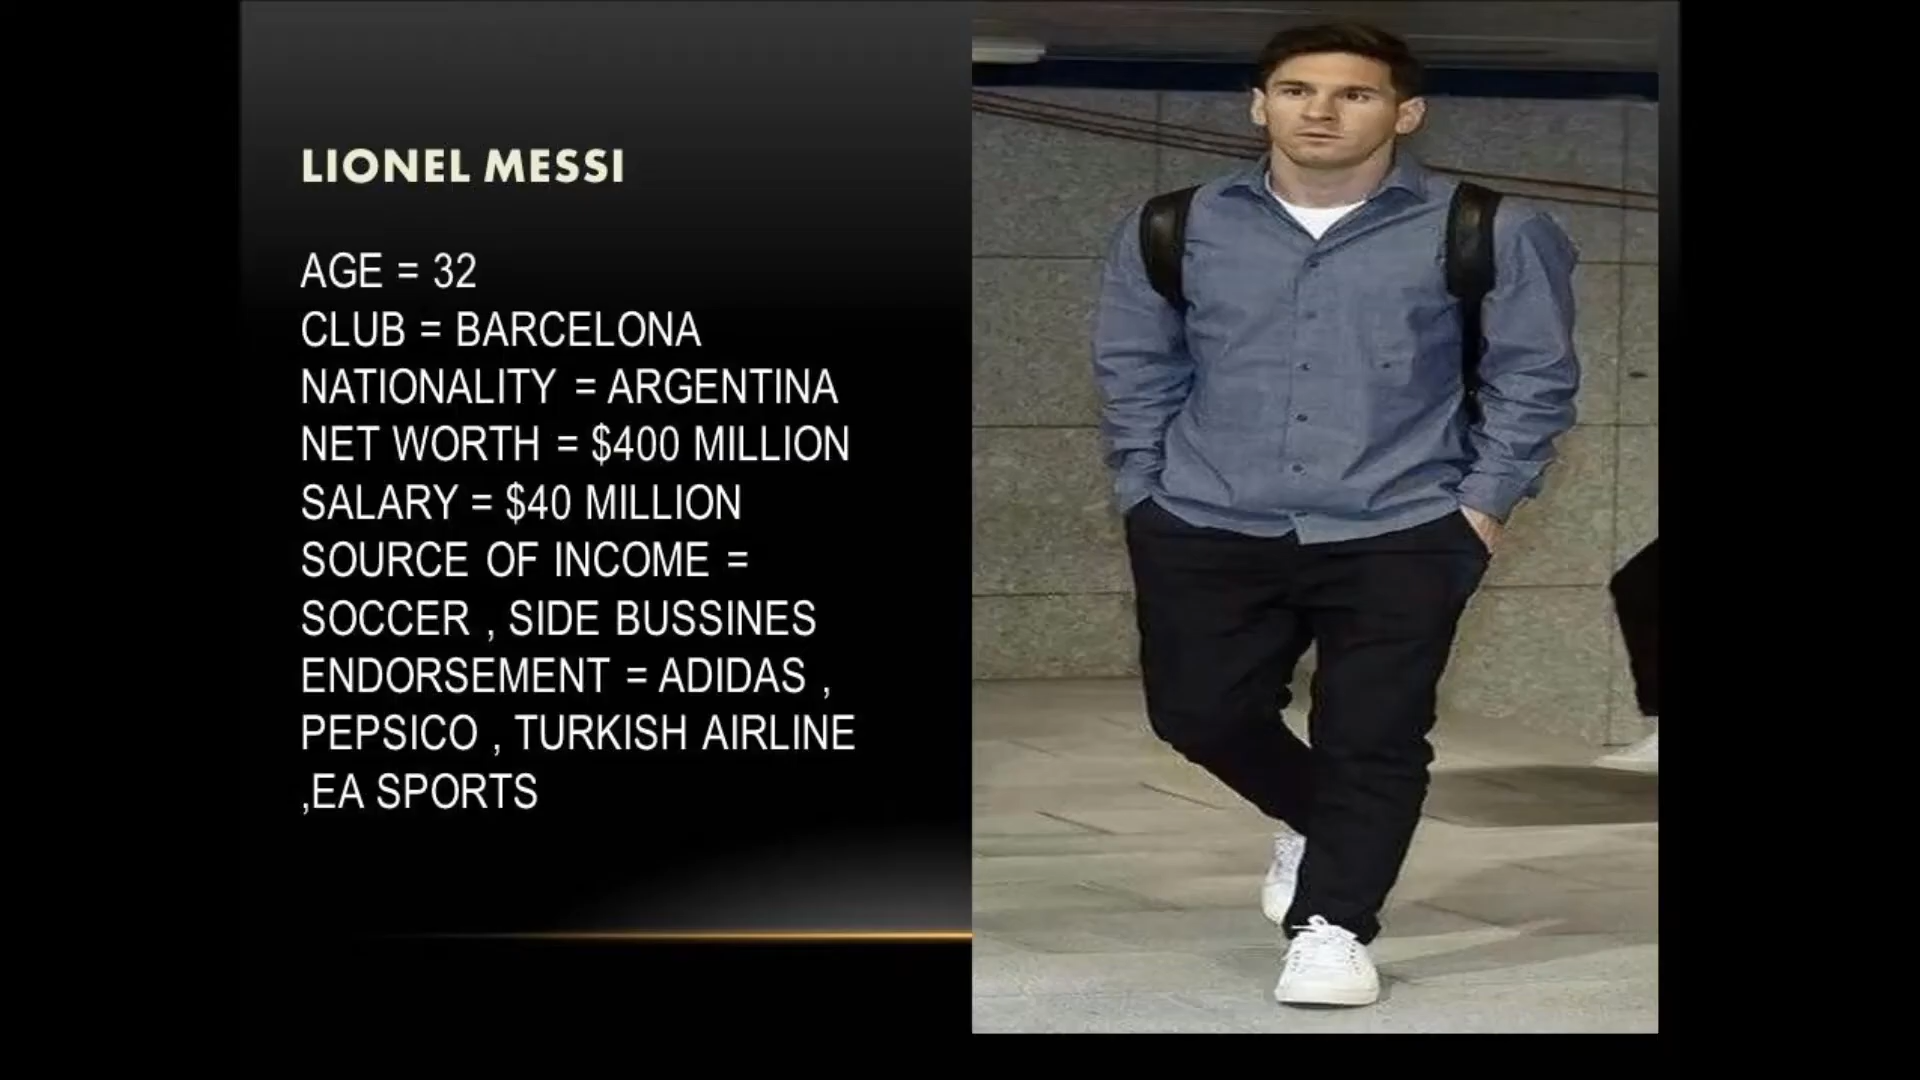 LIONEL MESSI
AGE = 32
CLUB = BARCELONA
NATIONALITY = ARGENTINA
NET WORTH = $400 MILLION
SALARY = $40 MILLION
SOURCE OF INCOME =
SOCCER , SIDE BUSSINES
ENDORSEMENT = ADIDAS ,
PEPSICO , TURKISH AIRLINE
,EA SPORTS